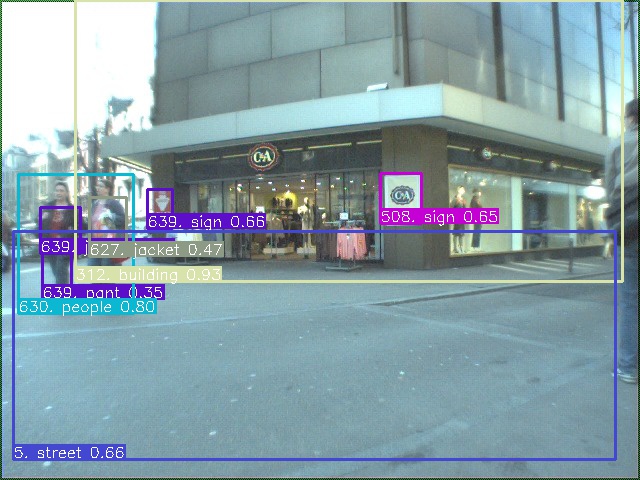 C&A
C&A
639. sign 0.66
508. sign 0.65
639.
627. jacket 0.47
312. building 0.93
639. pant 0.35
630. people 0.80
5. street 0.66